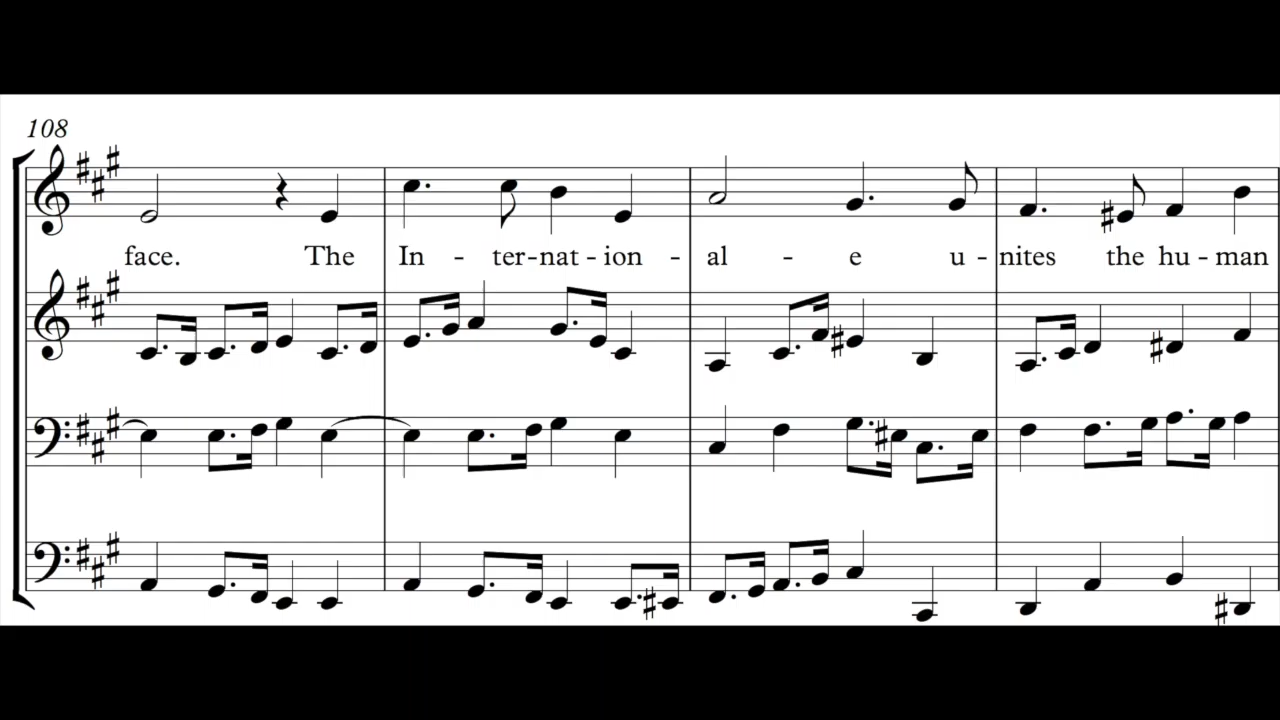 108
face. The In - ter-nat - ion - al - e u - nites the hu - man